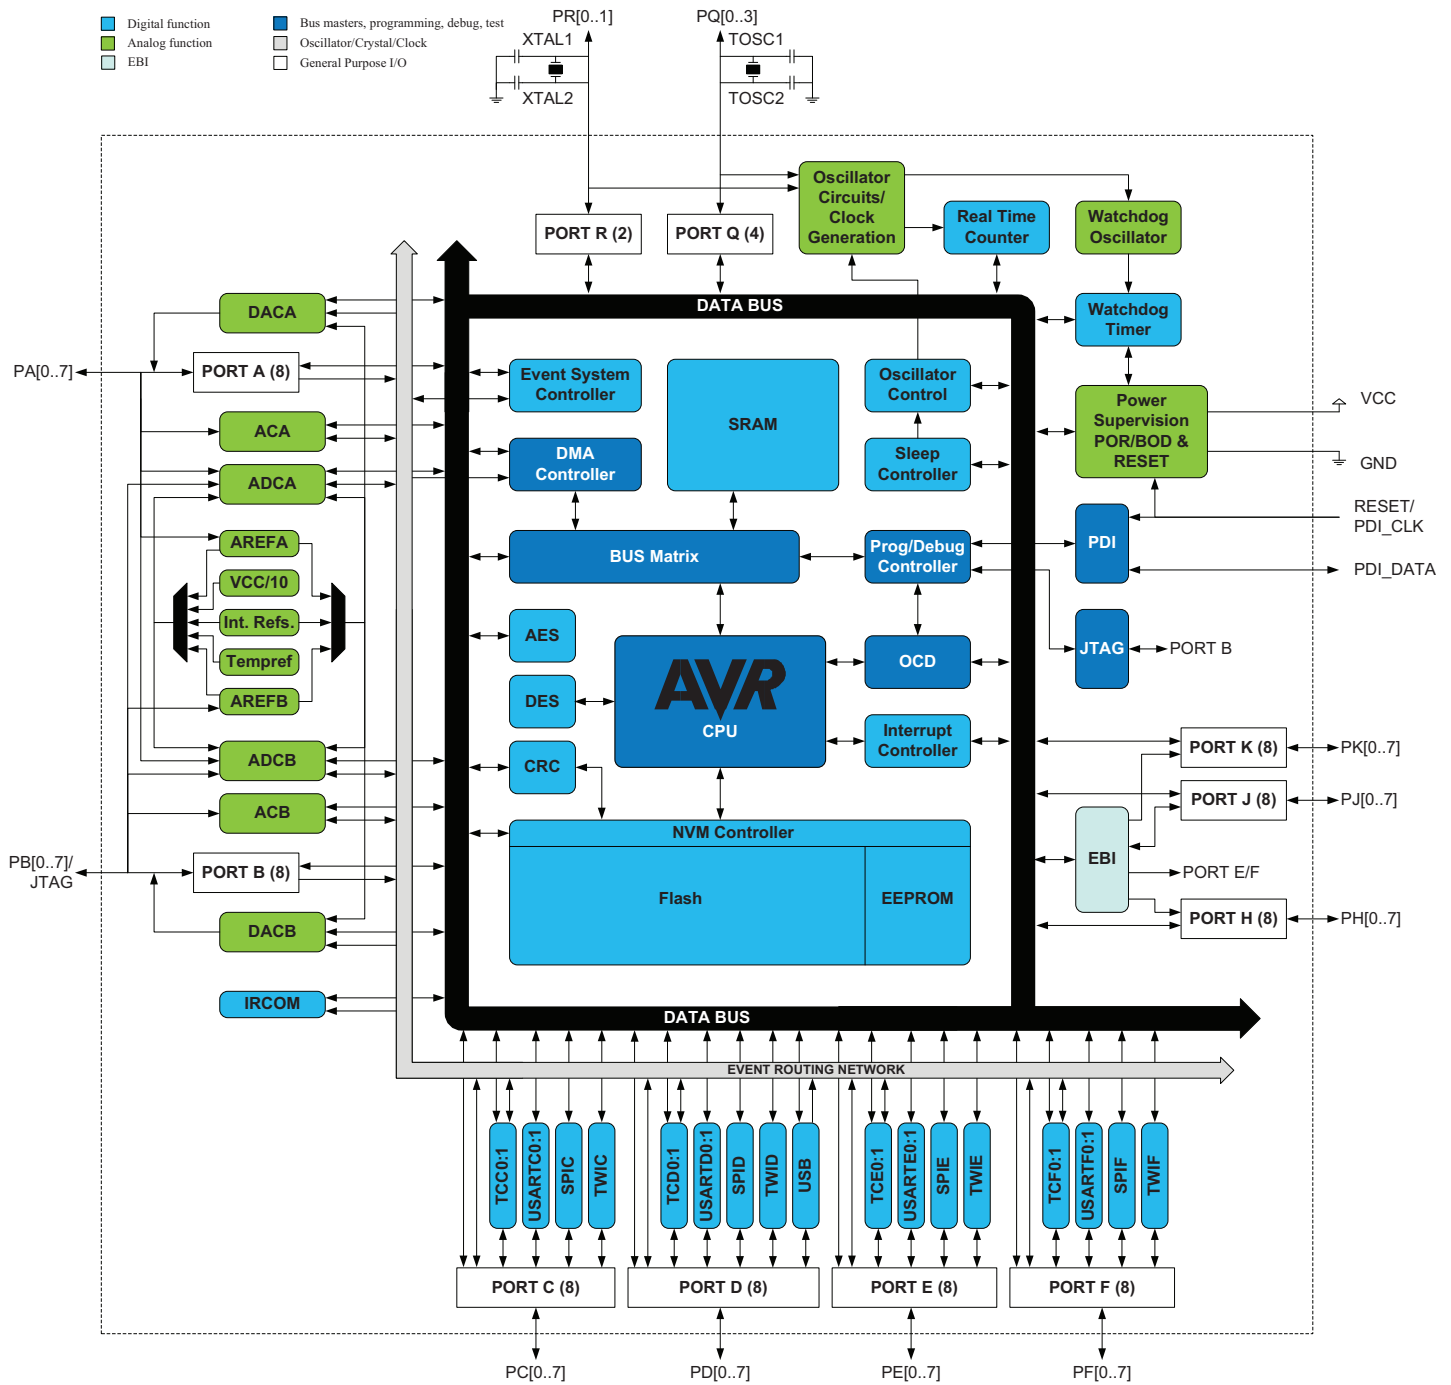 Digital function
Analog function
EBI
Bus masters, programming, debug, test
Oscillator/Crystal/Clock
General Purpose I/O
PR[0..1]
XTAL1
XTAL2
PQ[0..3]
TOSC1
TOSC2
PORT R (2)
PORT Q (4)
Oscillator
Circuits/
Clock
Generation
Real Time
Counter
Watchdog
Oscillator
DATA BUS
Watchdog
Timer
DACA
PA[0..7]
PORT A (8)
ACA
ADCA
AREFA
VCC/10
Int. Refs.
Tempref
AREFB
ADCB
ACB
PB[0..7]/
JTAG
PORT B (8)
DACB
IRCOM
Event System
Controller
SRAM
Oscillator
Control
DMA
Controller
Sleep
Controller
BUS Matrix
Prog/Debug
Controller
AES
DES
CRC
AVR
CPU
OCD
Interrupt
Controller
NVM Controller
Flash
EEPROM
Power
Supervision
POR/BOD &
RESET
VCC
GND
RESET/
PDI_CLK
PDI
PDI_DATA
JTAG
PORT B
PORT K (8)
PK[0..7]
PORT J (8)
PJ[0..7]
EBI
PORT E/F
PORT H (8)
PH[0..7]
DATA BUS
EVENT ROUTING NETWORK
TCC0:1
USARTC0:1
SPIC
TWIC
TCD0:1
USARTD0:1
SPID
TWID
USB
TCE0:1
USARTE0:1
SPIE
TWIE
TCF0:1
USARTF0:1
SPIF
TWIF
PORT C (8)
PORT D (8)
PORT E (8)
PORT F (8)
PC[0..7]
PD[0..7]
PE[0..7]
PF[0..7]